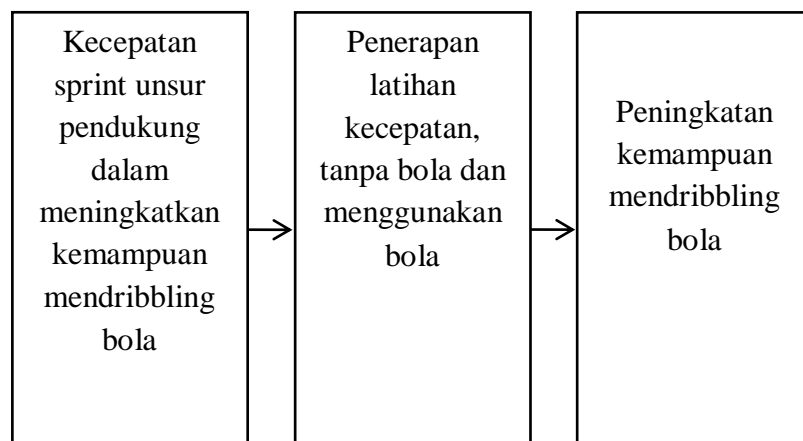 Kecepatan
sprint unsur
pendukung
dalam
meningkatkan
kemampuan
mendribbling
bola
Penerapan
latihan
kecepatan,
tanpa bola dan
menggunakan
bola
Peningkatan
kemampuan
mendribbling
bola